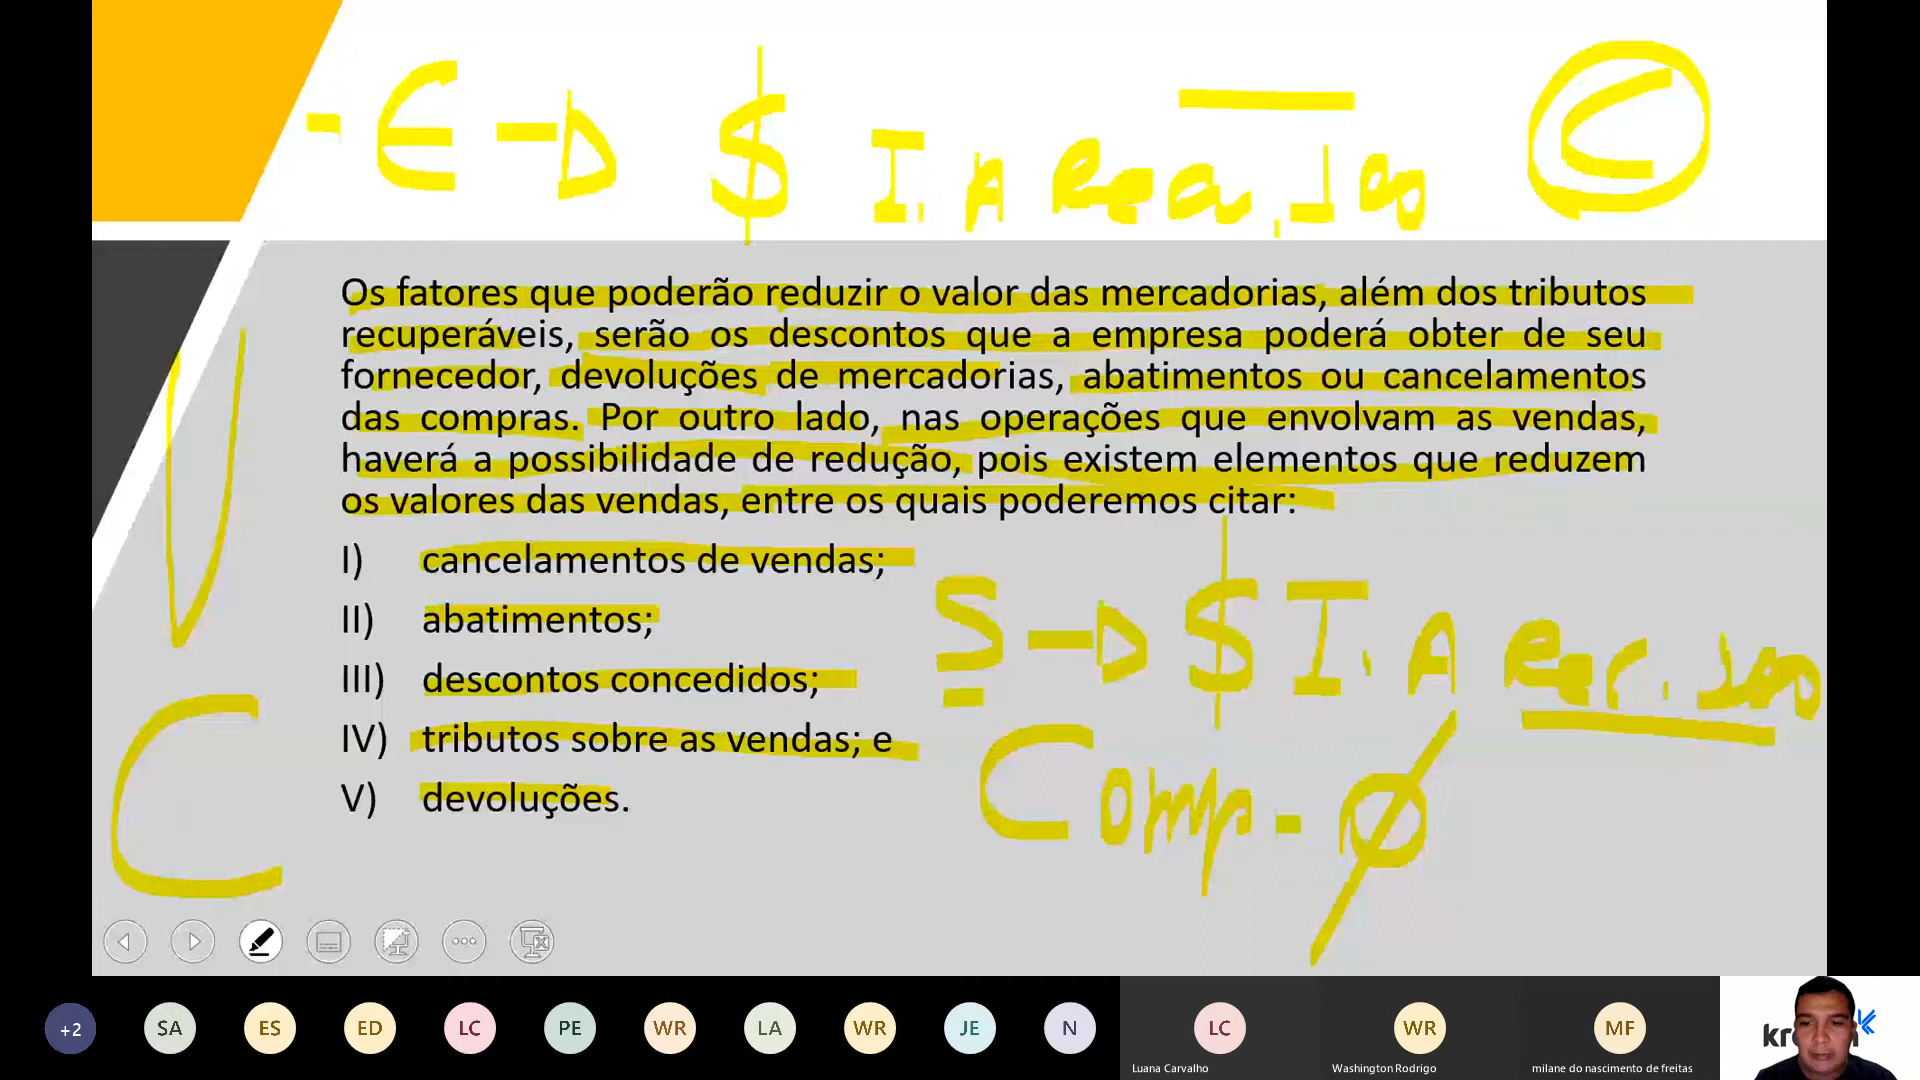 - E - D $ I.A Rec. 100 C
Os fatores que poderão reduzir o valor das mercadorias, além dos tributos
recuperáveis, serão os descontos que a empresa poderá obter de seu
fornecedor, devoluções de mercadorias, abatimentos ou cancelamentos
das compras. Por outro lado, nas operações que envolvam as vendas,
haverá a possibilidade de redução, pois existem elementos que reduzem
os valores das vendas, entre os quais poderemos citar:
I) cancelamentos de vendas;
II) abatimentos;
III) descontos concedidos;
IV) tributos sobre as vendas; e
V) devoluções.
S - D $ I.A Rec. 100
Comp -
C
+2 SA ES ED LC PE WR LA WR JE N LC WR MF
Luana Carvalho Washington Rodrigo milane do nascimento de freitas